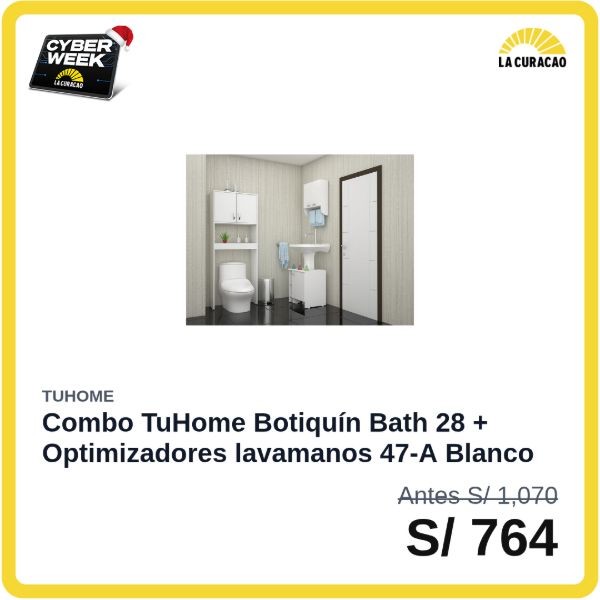 CYBER
WEEK
LA CURACAO
LA CURACAO
TUHOME
Combo TuHome Botiquín Bath 28 +
Optimizadores lavamanos 47-A Blanco
Antes S/ 1,070
S/ 764